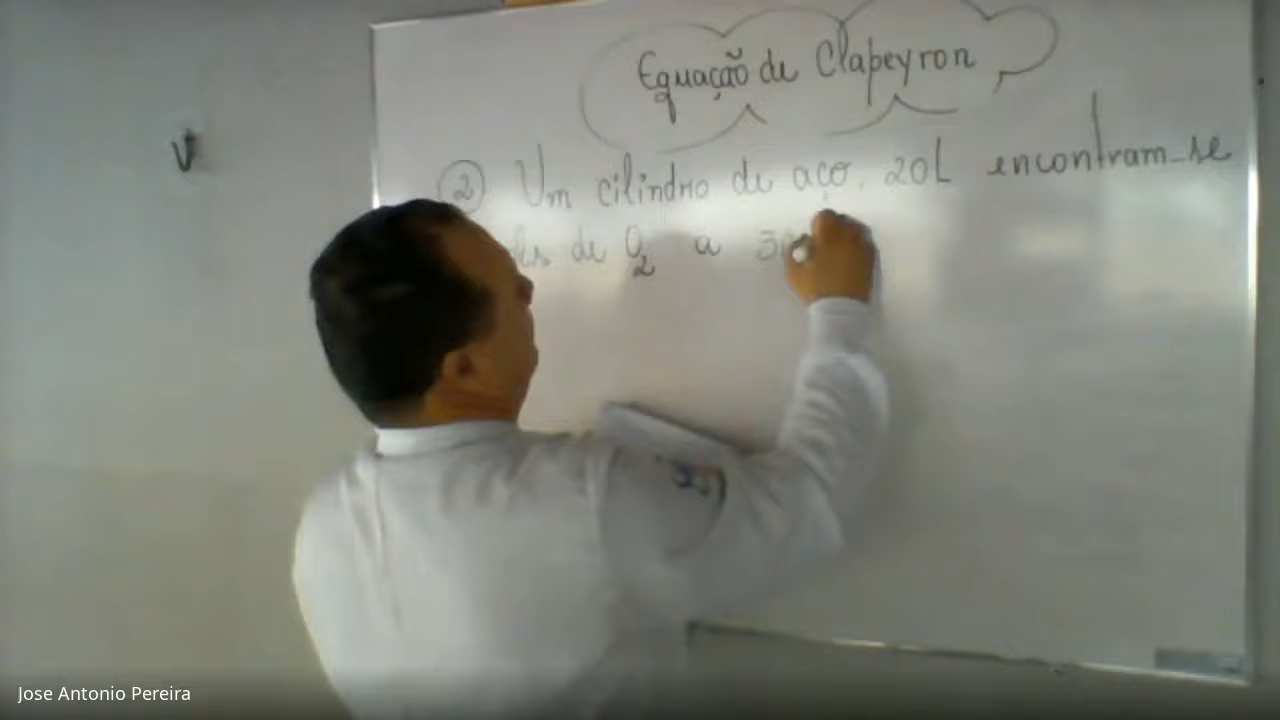 Equação de Clapeyron
② Um cilindro de aço. 20L encontram-se
de O₂ a
Jose Antonio Pereira